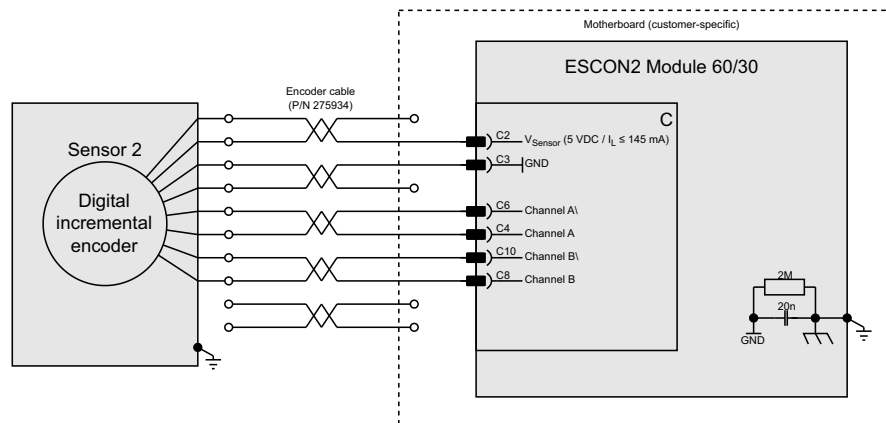 Motherboard (customer-specific)
ESCON2 Module 60/30
Encoder cable
(P/N 275934)
C
C2
VSensor (5 VDC / IL ≤ 145 mA)
C3
GND
Sensor 2
Digital
incremental
encoder
C6
Channel A\
C4
Channel A
C10
Channel B\
C8
Channel B
2M
20n
GND